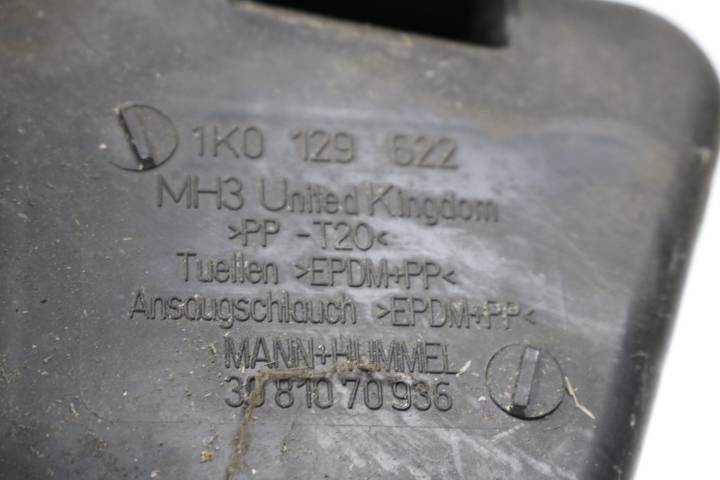 1K0 129 622
MH3 United Kingdom
>PP -T20<
Tuellen >EPDM+PP<
Ansaugschlauch >EPDM+PP<
MANN+HUMMEL
30 810 70 936